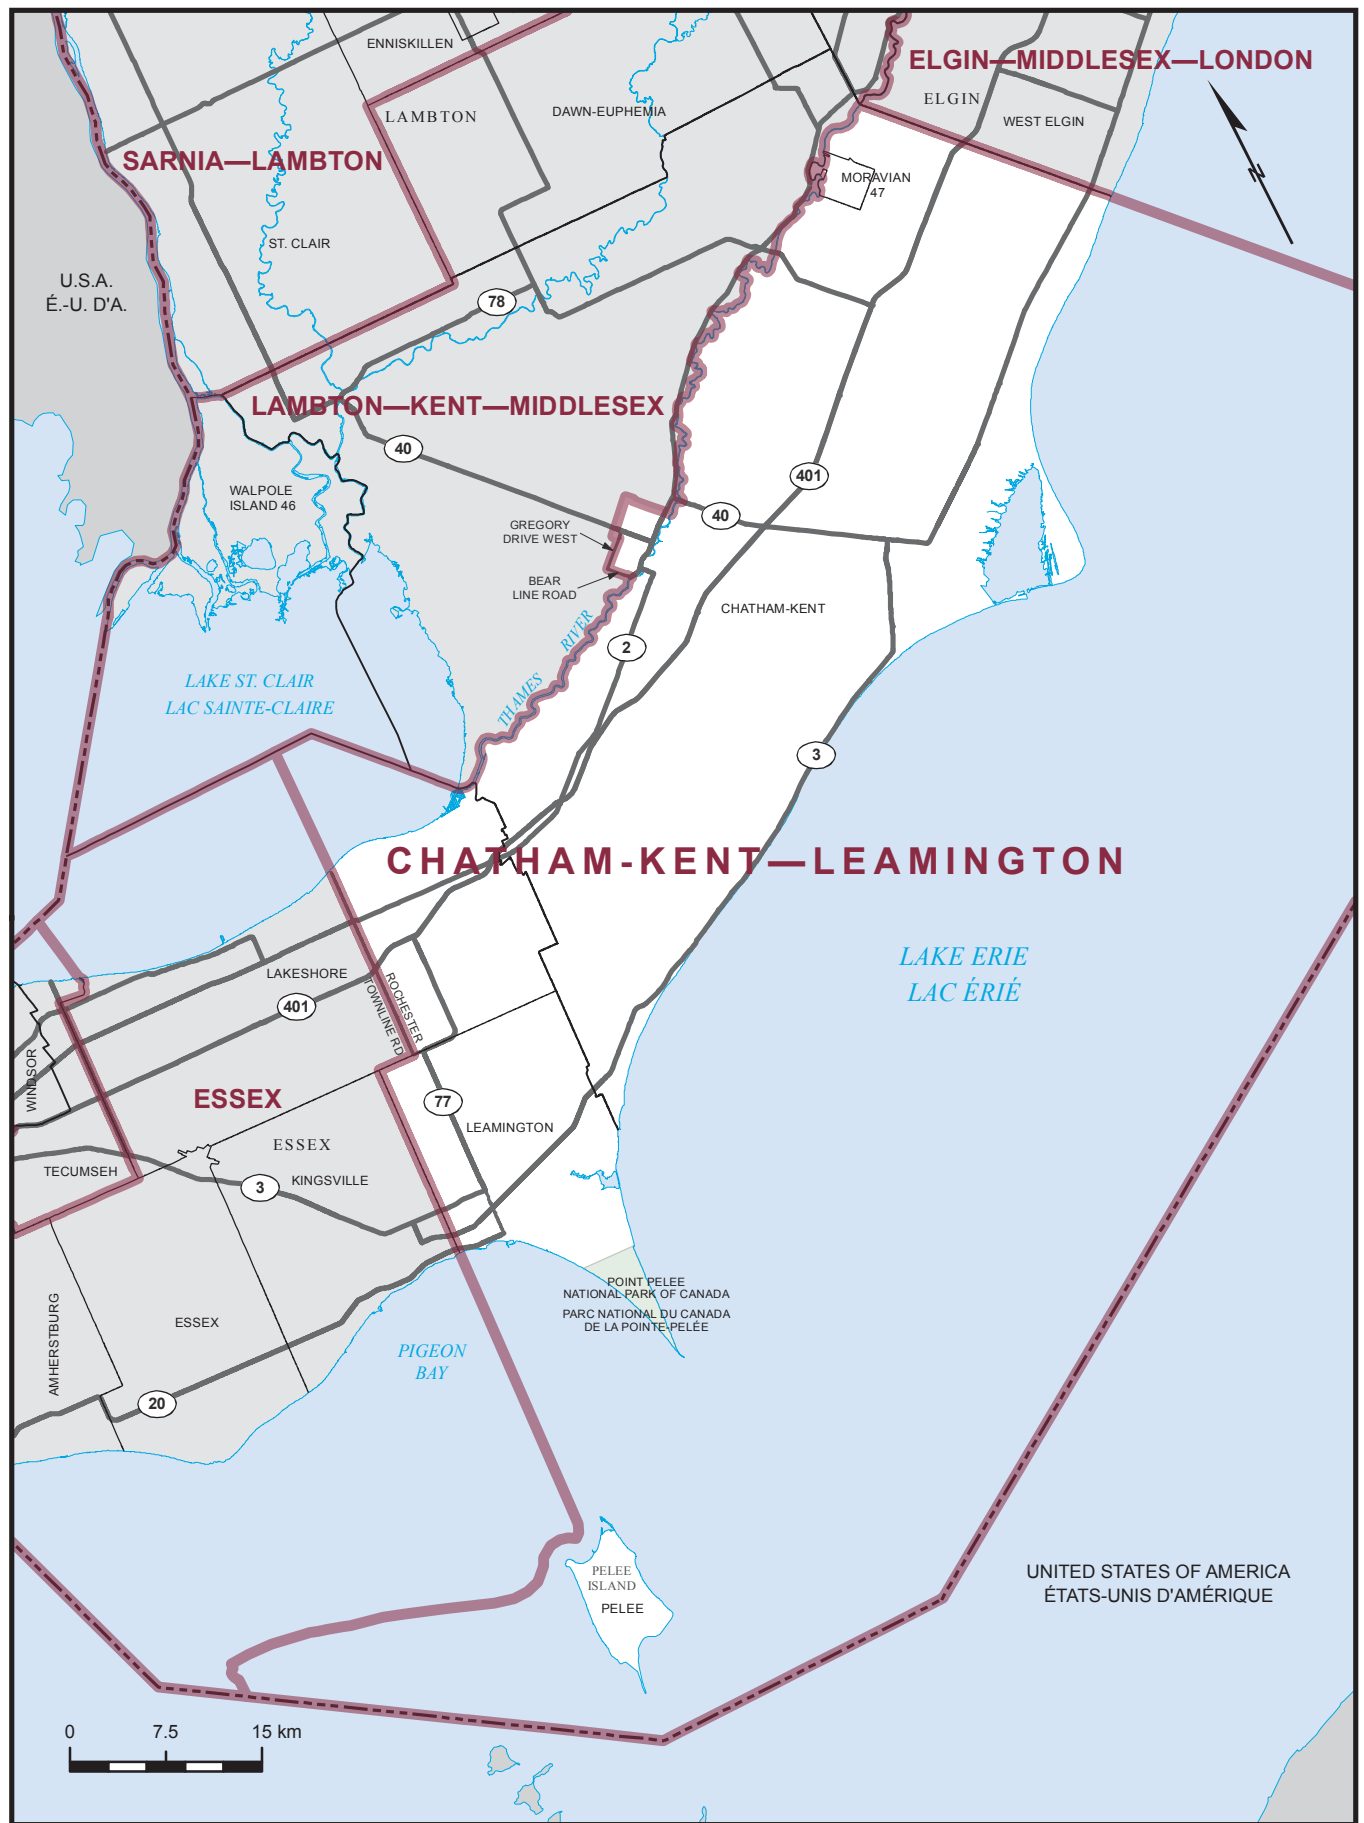 ENNISKILLEN
ELGIN—MIDDLESEX—LONDON
ELGIN
LAMBTON
DAWN-EUPHEMIA
WEST ELGIN
N
SARNIA—LAMBTON
MORAVIAN
47
ST. CLAIR
U.S.A.
É.-U. D'A.
78
LAMBTON—KENT—MIDDLESEX
40
401
WALPOLE
ISLAND 46
40
GREGORY
DRIVE WEST
BEAR
LINE ROAD
CHATHAM-KENT
THAMES RIVER
2
LAKE ST. CLAIR
LAC SAINTE-CLAIRE
3
CHATHAM-KENT—LEAMINGTON
LAKE ERIE
LAC ÉRIÉ
LAKESHORE
401
ROCHESTER
TOWNLINE RD
WINDSOR
ESSEX
77
LEAMINGTON
ESSEX
TECUMSEH
3
KINGSVILLE
POINT PELEE
NATIONAL PARK OF CANADA
PARC NATIONAL DU CANADA
DE LA POINTE-PELÉE
AMHERSTBURG
ESSEX
PIGEON
BAY
20
PELEE
ISLAND
PELEE
UNITED STATES OF AMERICA
ÉTATS-UNIS D'AMÉRIQUE
0 7.5 15 km